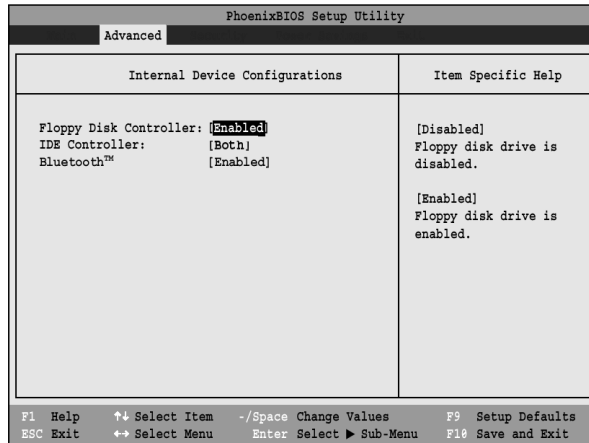 PhoenixBIOS Setup Utility
Advanced
Internal Device Configurations
Item Specific Help
Floppy Disk Controller: [Enabled]
IDE Controller: [Both]
Bluetooth™ [Enabled]
[Disabled]
Floppy disk drive is
disabled.
[Enabled]
Floppy disk drive is
enabled.
F1 Help ↑↓ Select Item -/Space Change Values F9 Setup Defaults
ESC Exit ←→ Select Menu Enter Select ▶ Sub-Menu F10 Save and Exit